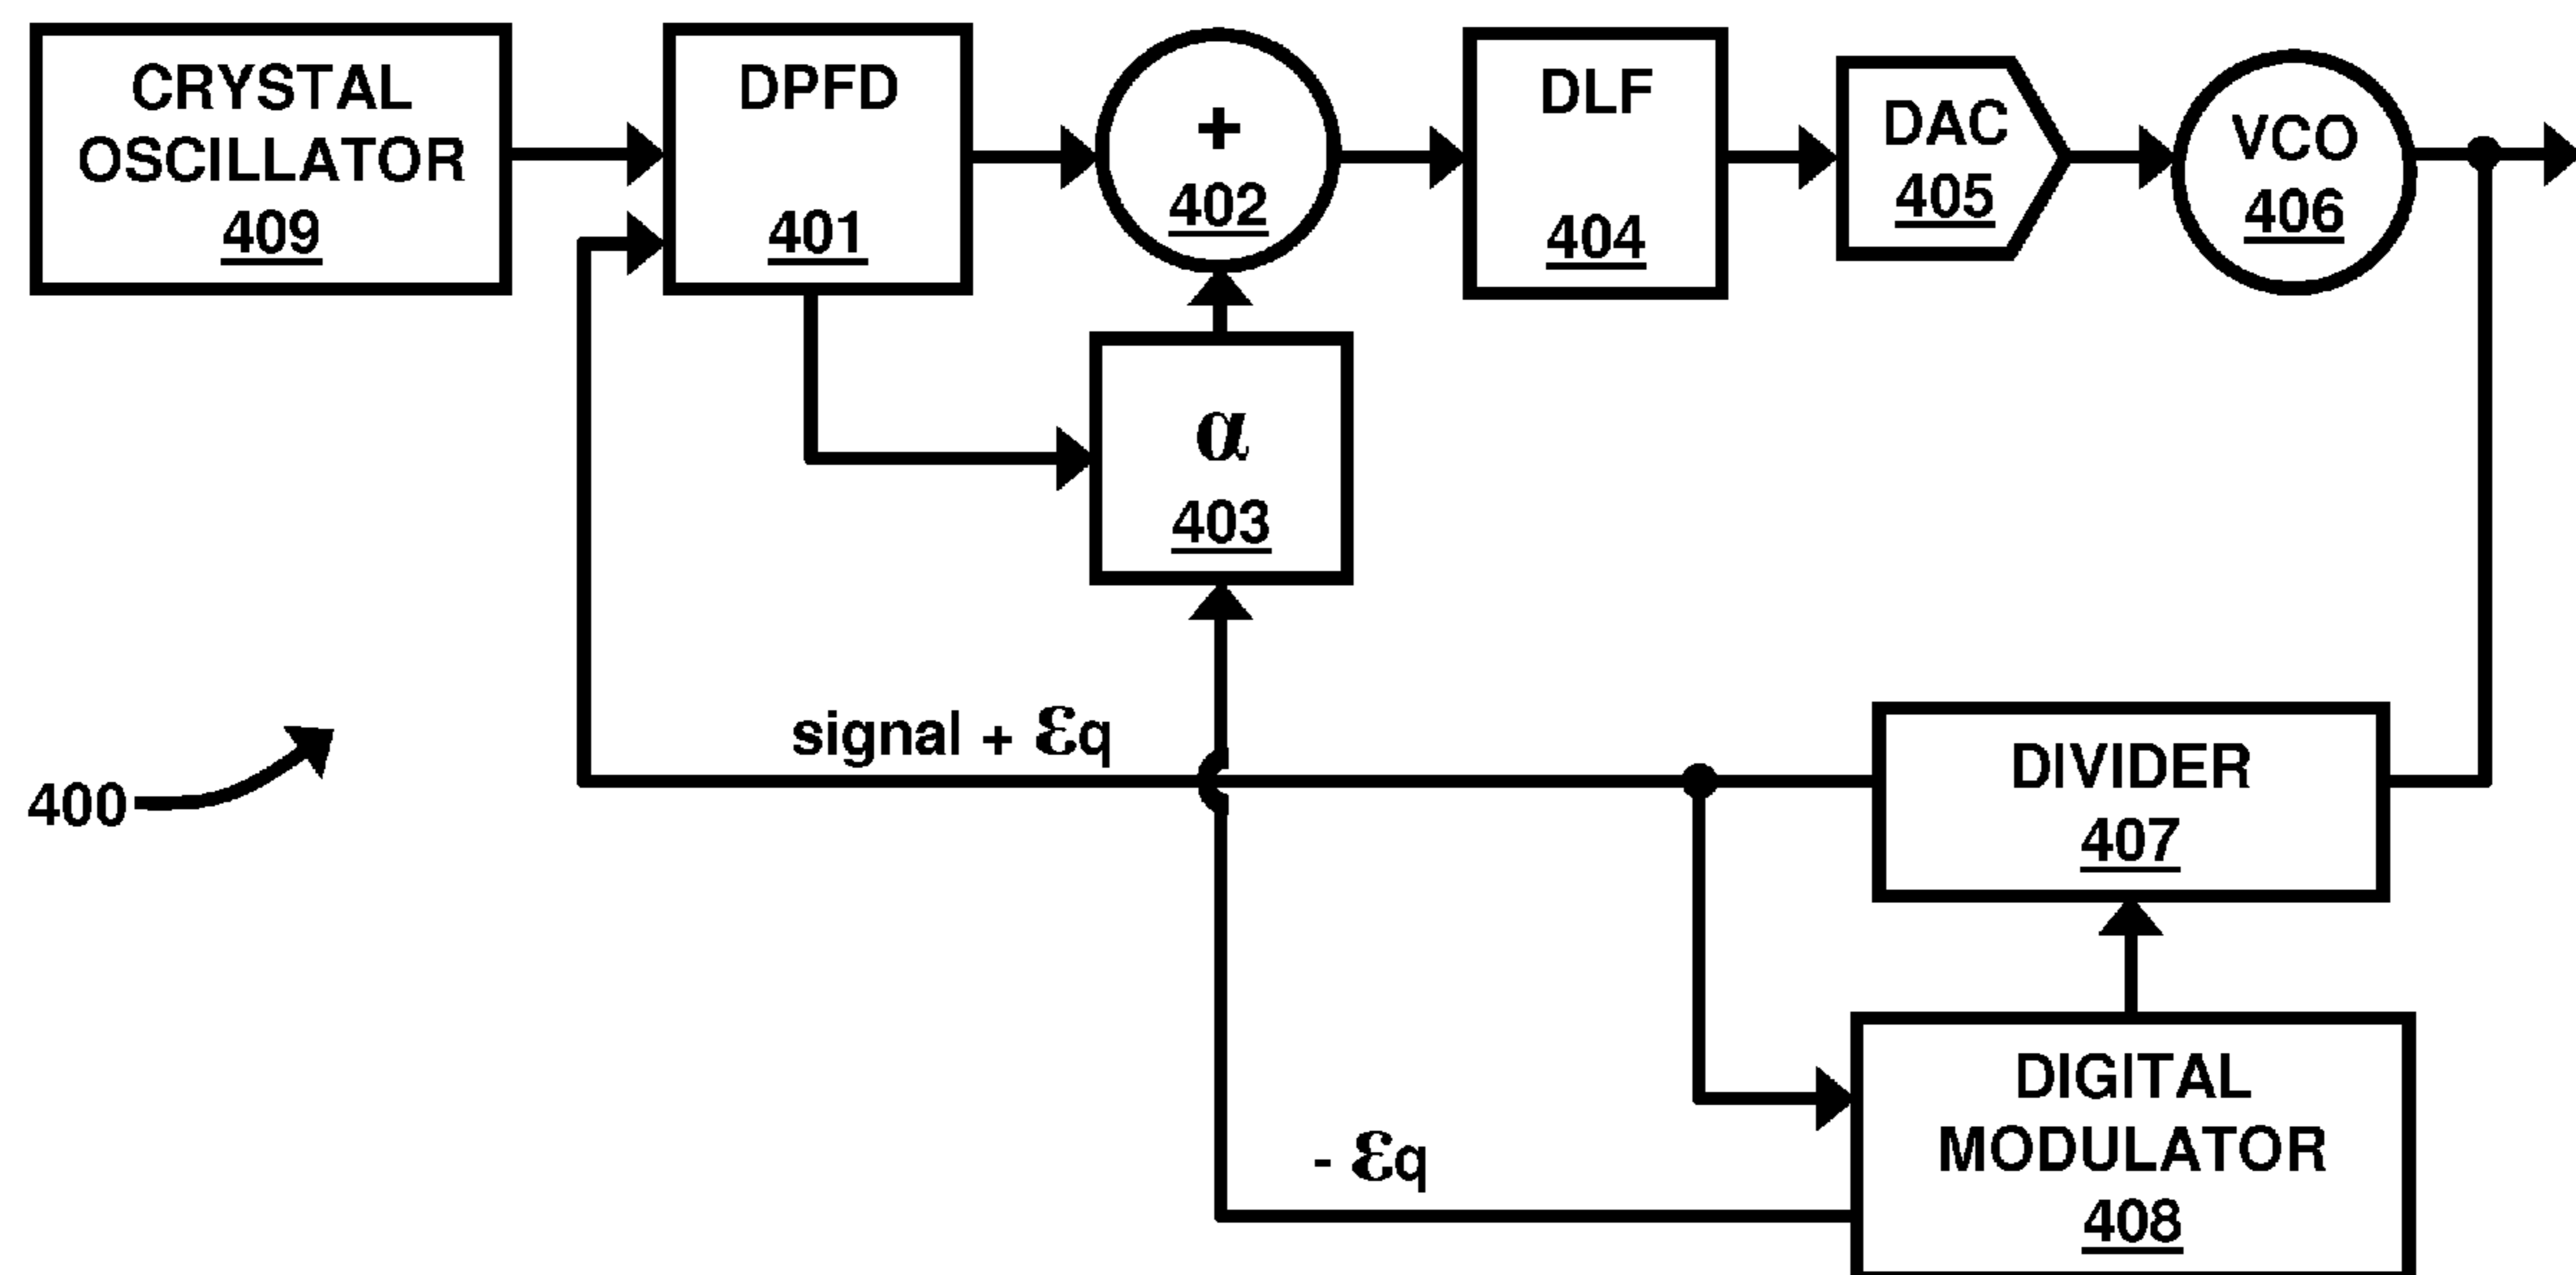 CRYSTAL
OSCILLATOR
409
DPFD
401
+
402
DLF
404
DAC
405
VCO
406
α
403
signal + εq
400
DIVIDER
407
- εq
DIGITAL
MODULATOR
408